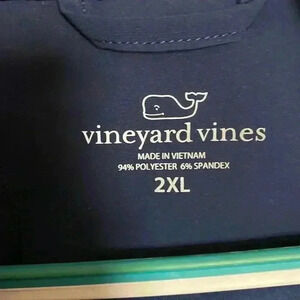 vineyard vines
MADE IN VIETNAM
94% POLYESTER 6% SPANDEX
2XL